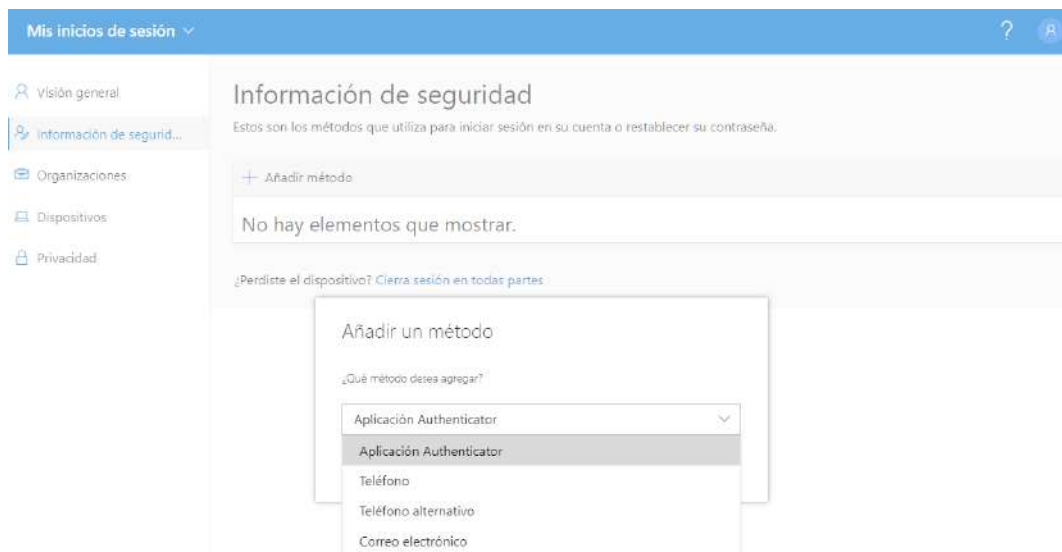 Mis inicios de sesión
?
Visión general
Información de segurid...
Organizaciones
Dispositivos
Privacidad
Información de seguridad
Estos son los métodos que utiliza para iniciar sesión en su cuenta o restablecer su contraseña.
+ Añadir método
No hay elementos que mostrar.
¿Perdiste el dispositivo? Cierra sesión en todas partes
Añadir un método
¿Qué método desea agregar?
Aplicación Authenticator
Aplicación Authenticator
Teléfono
Teléfono alternativo
Correo electrónico